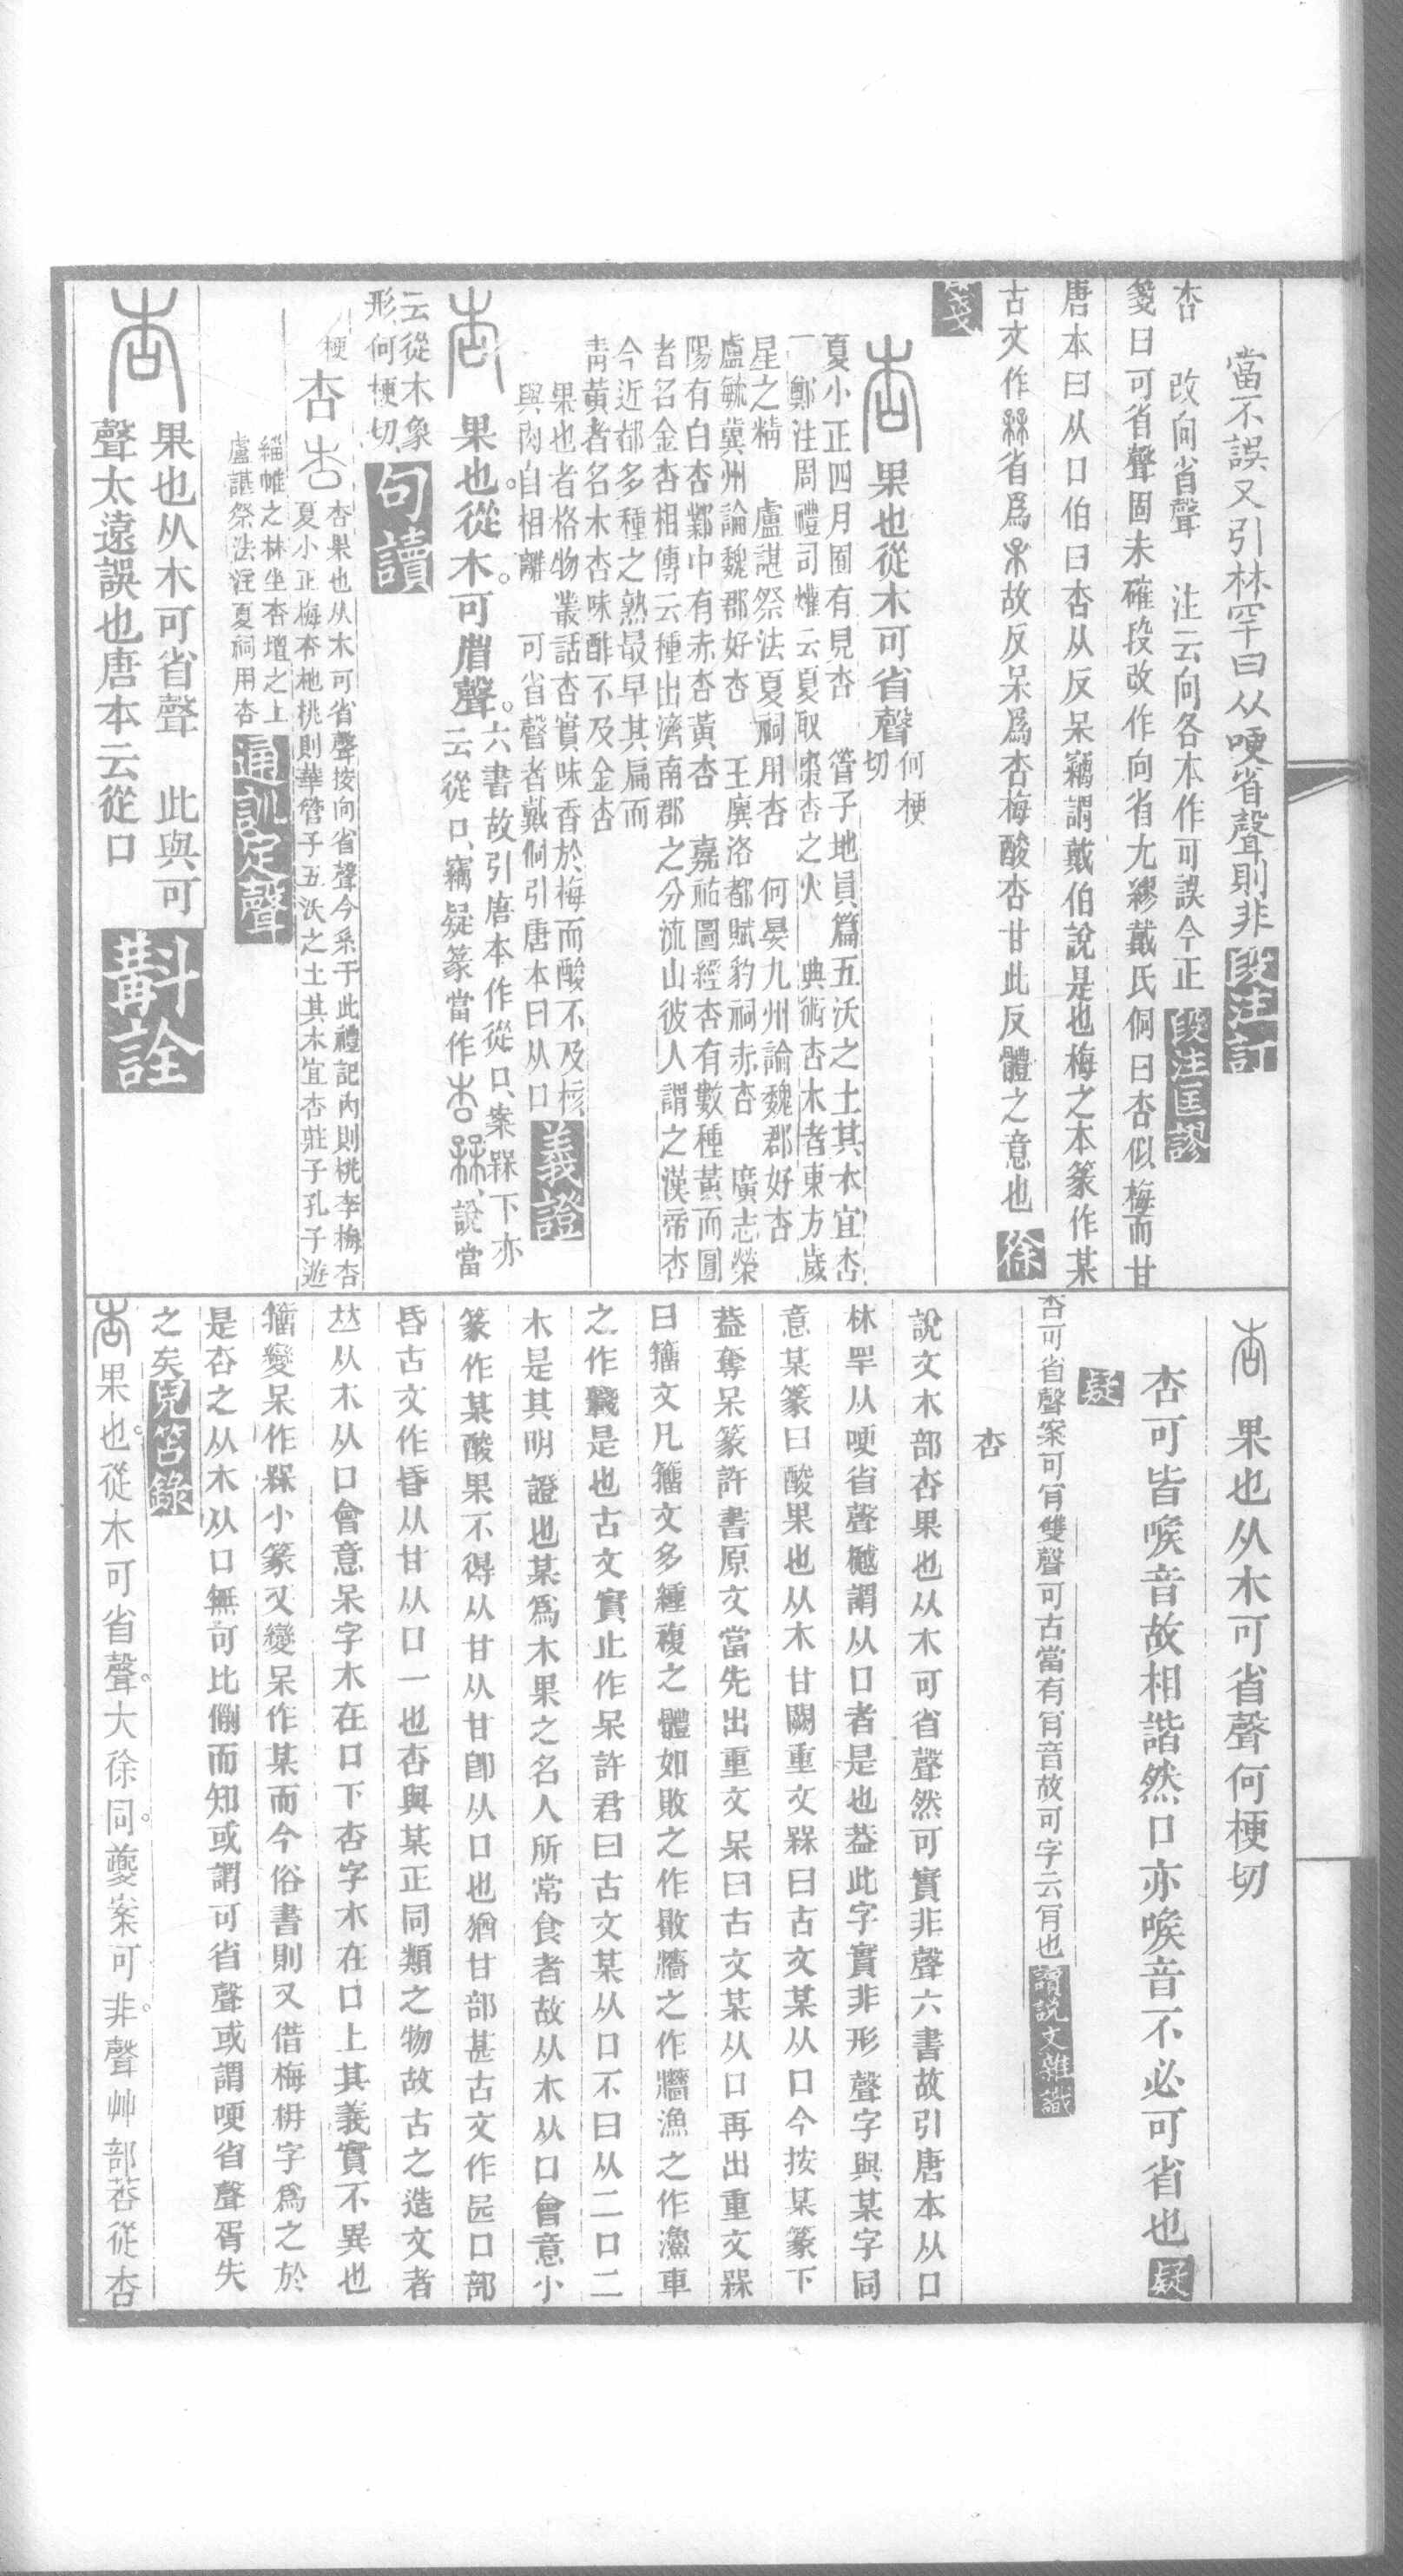 當不誤又引林罕曰从哽省聲則非 段注訂
杏 改向省聲 注云向各本作可誤今正 段注匡謬
箋曰可省聲固未確段改作向省尢繆戴氏侗曰杏似梅而甘
唐本曰从口伯曰杏从反呆竊謂戴伯說是也梅之本篆作某
古文作槑省爲呆故反呆爲杏梅酸杏甘此反體之意也 徐
箋
果也從木可省聲何梗切
夏小正四月囿有見杏 管子地員篇五沃之土其木宜杏
鄭注周禮司爟云夏取棗杏之火 典術杏木者東方歲
星之精 盧諶祭法夏祠用杏 何晏九州論魏郡好杏
盧毓冀州論魏郡好杏 王廙洛都賦豹祠赤杏 廣志榮
陽有白杏鄴中有赤杏黃杏 嘉祐圖經杏有數種黃而圓
者名金杏相傳云種出濟南郡之分流山彼人謂之漢帝杏
今近都多種之熟最早其扁而
青黃者名木杏味酢不及金杏
果也者格物叢話杏實味香於梅而酸不及核
與肉自相離 可省聲者戴侗引唐本曰从口 義證
果也。從木。可省聲。六書故引唐本作從口、案槑下亦
云從口、竊疑篆當作杏、槑、說當
云從木象
形何梗切 句讀
梗 杏 杏果也从木可省聲按向省聲今系于此禮記內則桃李梅杏
夏小正梅杏杝桃則華管子五沃之土其木宜杏莊子孔子遊
緇帷之林坐杏壇之上
盧諶祭法注夏祠用杏 通訓定聲
果也从木可省聲 此與可
聲太遠誤也唐本云從口 斠詮
果也从木可省聲何梗切
杏可皆喉音故相諧然口亦喉音不必可省也 疑
疑
杏可省聲案可肎雙聲可古當有肎音故可字云肎也 讀說文雜識
杏
說文木部杏果也从木可省聲然可實非聲六書故引唐本从口
林罕从哽省聲樾謂从口者是也葢此字實非形聲字與某字同
意某篆曰酸果也从木甘闕重文槑曰古文某从口今按某篆下
葢奪呆篆許書原文當先出重文呆曰古文某从口再出重文槑
曰籀文凡籀文多緟複之體如敗之作敭牆之作牆漁之作瀺車
之作䡛是也古文實止作呆許君曰古文某从口不曰从二口二
木是其明證也某爲木果之名人所常食者故从木从口會意小
篆作某酸果不得从甘从甘卽从口也猶甘部甚古文作㽎口部
昏古文作昏从甘从口一也杏與某正同類之物故古之造文者
竝从木从口會意呆字木在口下杏字木在口上其義實不異也
籀變呆作槑小篆又變呆作某而今俗書則又借梅枏字爲之於
是杏之从木从口無可比儗而知或謂可省聲或謂哽省聲胥失
之矣 兒笘錄
果也。從木可省聲。大徐同。夔案可非聲。艸部莕從杏